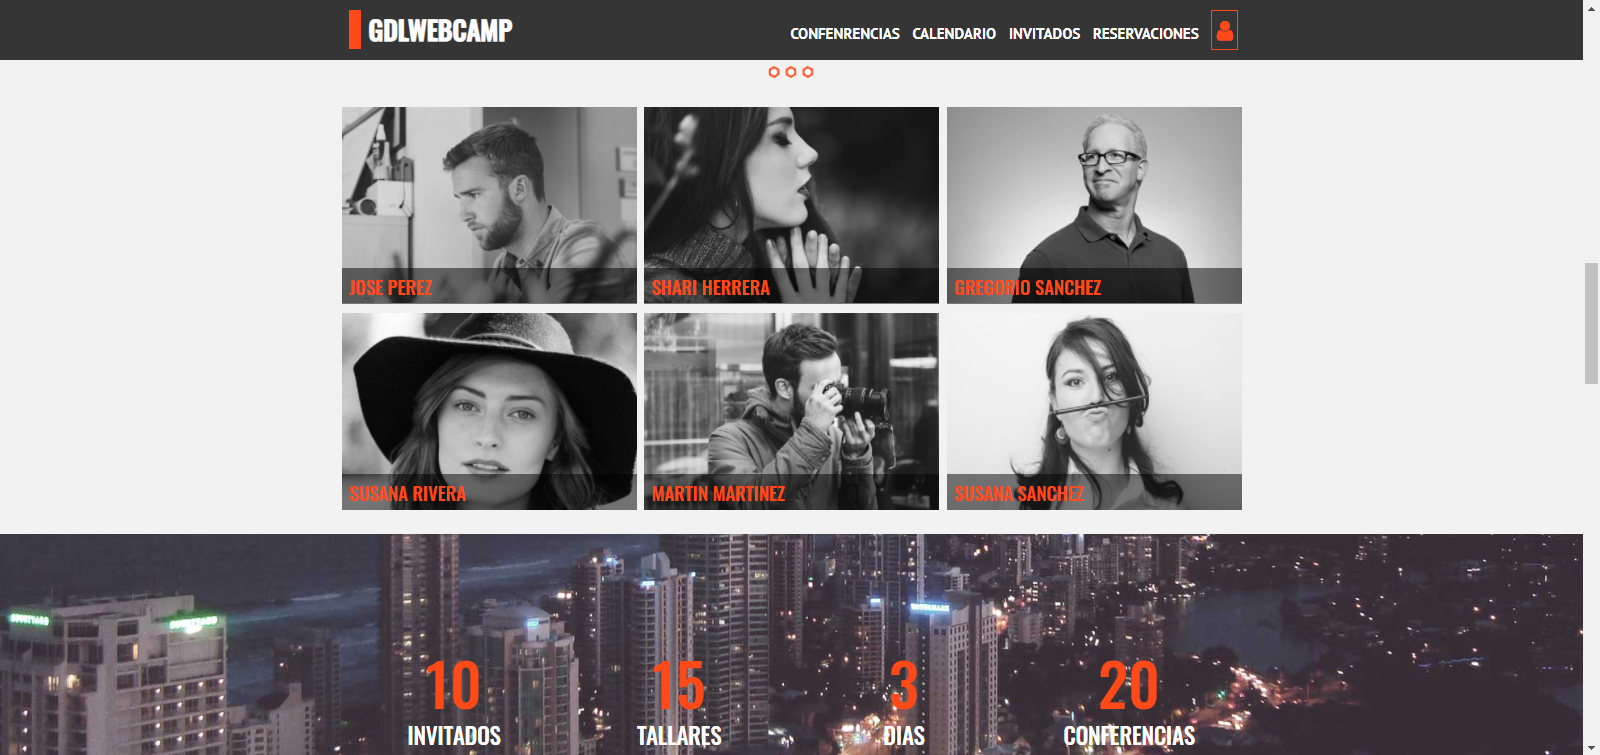 GDLWEBCAMP
CONFENRENCIAS CALENDARIO INVITADOS RESERVACIONES
JOSE PEREZ
SHARI HERRERA
GREGORIO SANCHEZ
SUSANA RIVERA
MARTIN MARTINEZ
SUSANA SANCHEZ
COURTYARD
10 15 3 20
INVITADOS TALLARES DIAS CONFERENCIAS